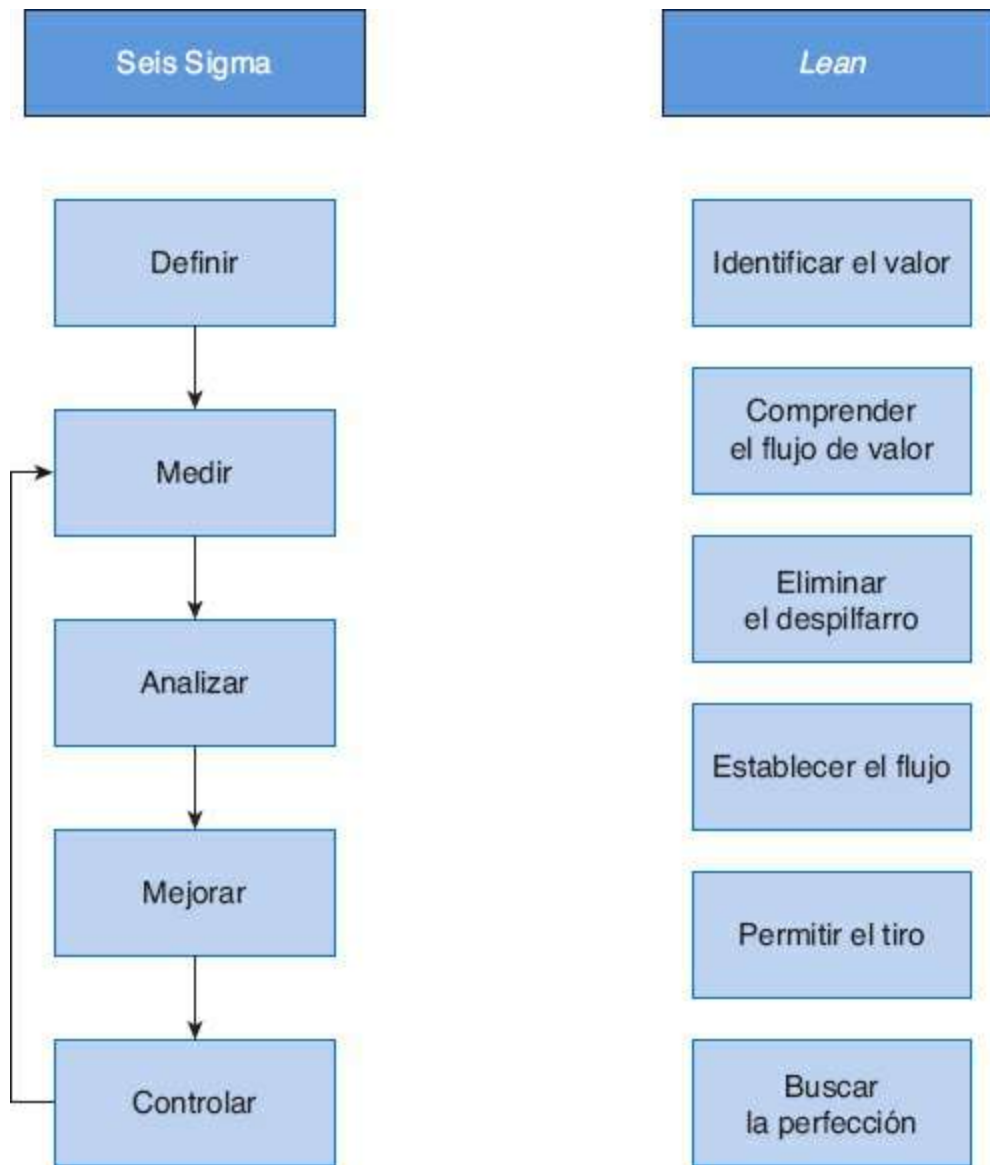 Seis Sigma
Definir
Medir
Analizar
Mejorar
Controlar
Lean
Identificar el valor
Comprender
el flujo de valor
Eliminar
el despilfarro
Establecer el flujo
Permitir el tiro
Buscar
la perfección